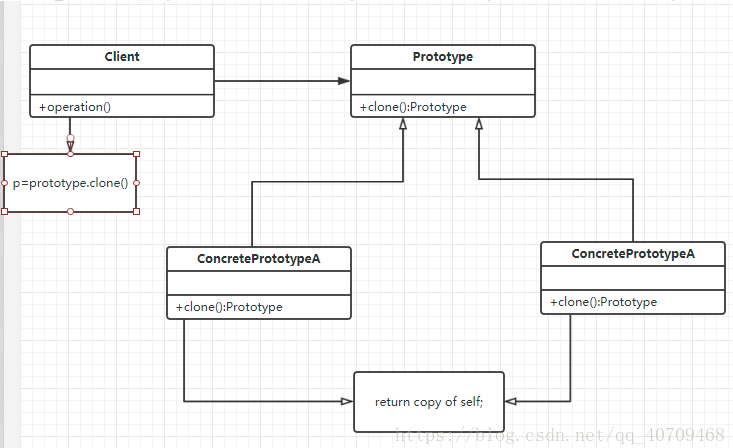 Client
Prototype
+operation()
+clone():Prototype
p=prototype.clone()
ConcretePrototypeA
ConcretePrototypeA
+clone():Prototype
+clone():Prototype
return copy of self;
https://blog.csdn.net/qq_40709468